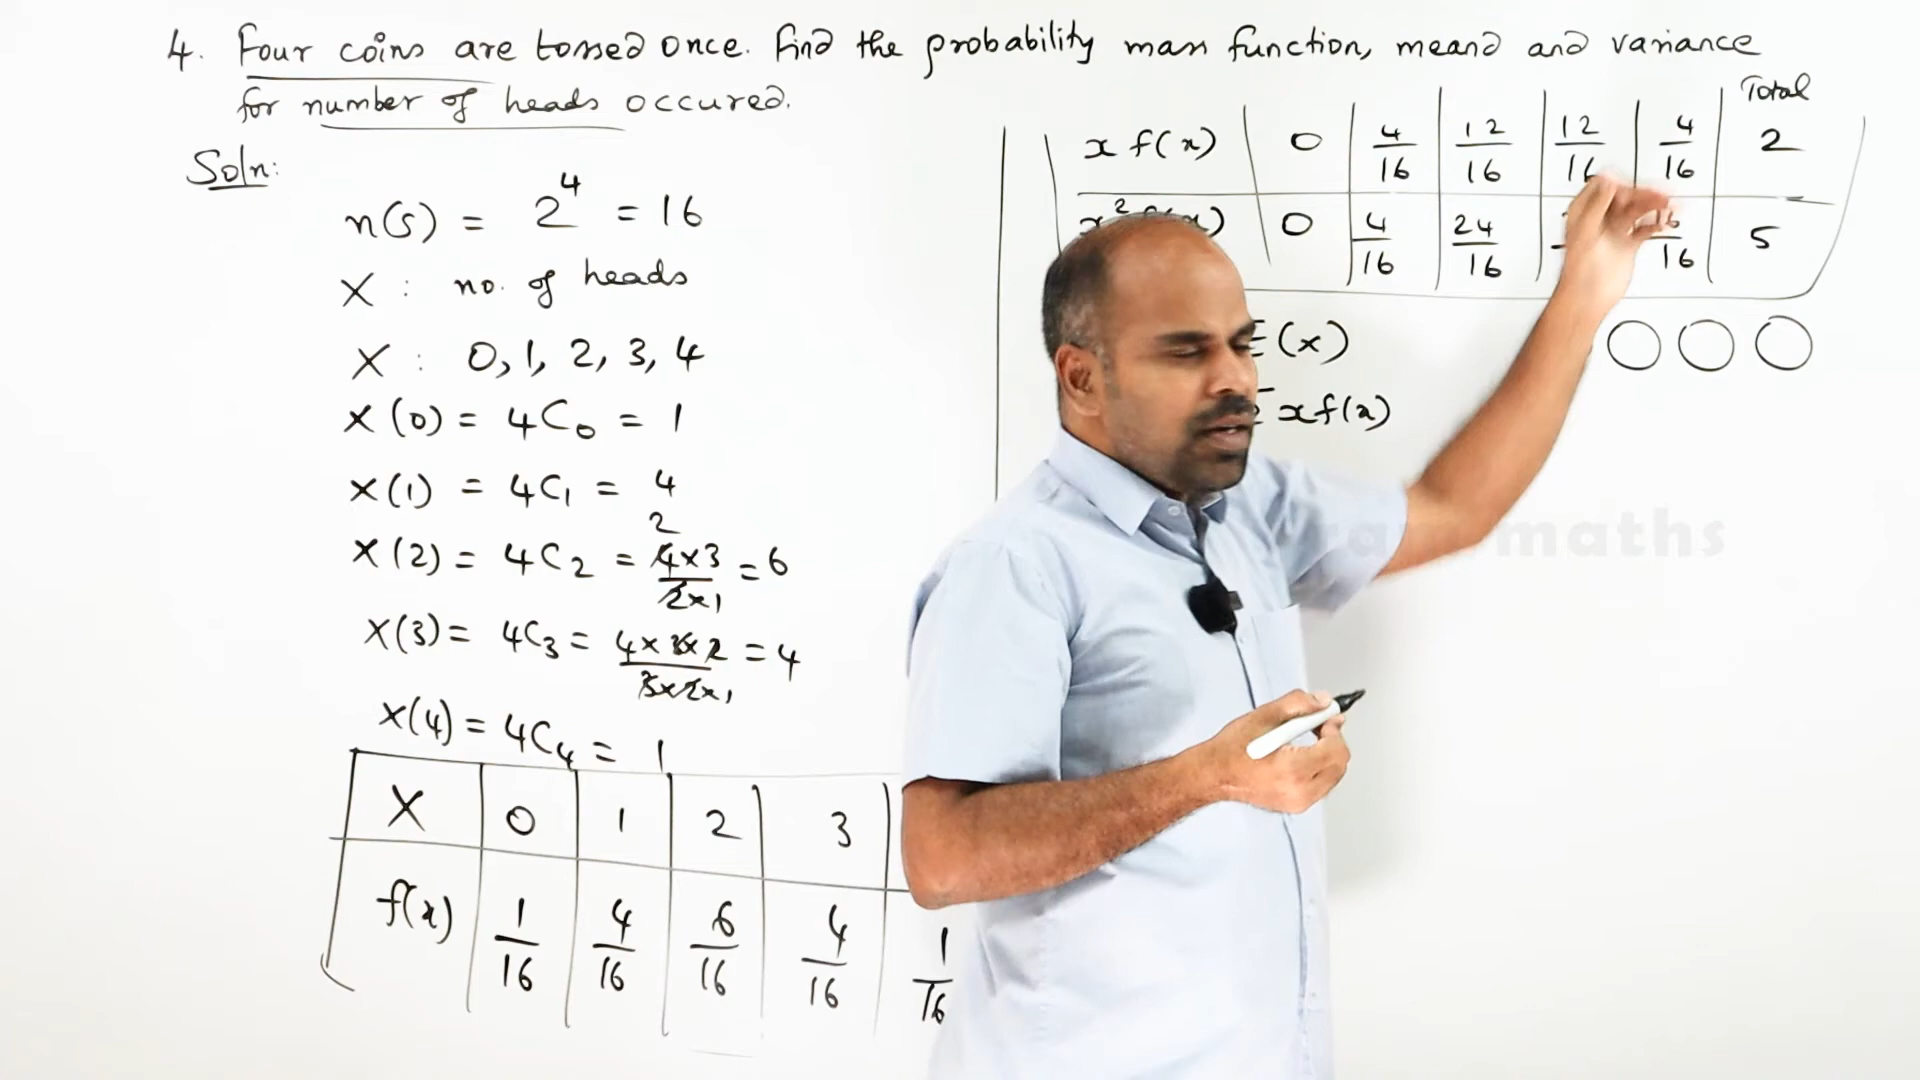 4. Four coins are tossed once. Find the probability mass function, mean and variance
for number of heads occured.
Soln:
n(s) = 2^4 = 16
X : no. of heads
X : 0, 1, 2, 3, 4
X(0) = 4C₀ = 1
X(1) = 4C₁ = 4
2
X(2) = 4C₂ = 4×3/2×1 = 6
X(3) = 4C₃ = 4×3×2/3×2×1 = 4
X(4) = 4C₄ = 1
X 0 1 2 3
f(x) 1/16 4/16 6/16 4/16 1/16
Total
x f(x) 0 4/16 12/16 12/16 4/16 2
0 4/16 24/16 16/16 5
(x)
x f(x)
maths